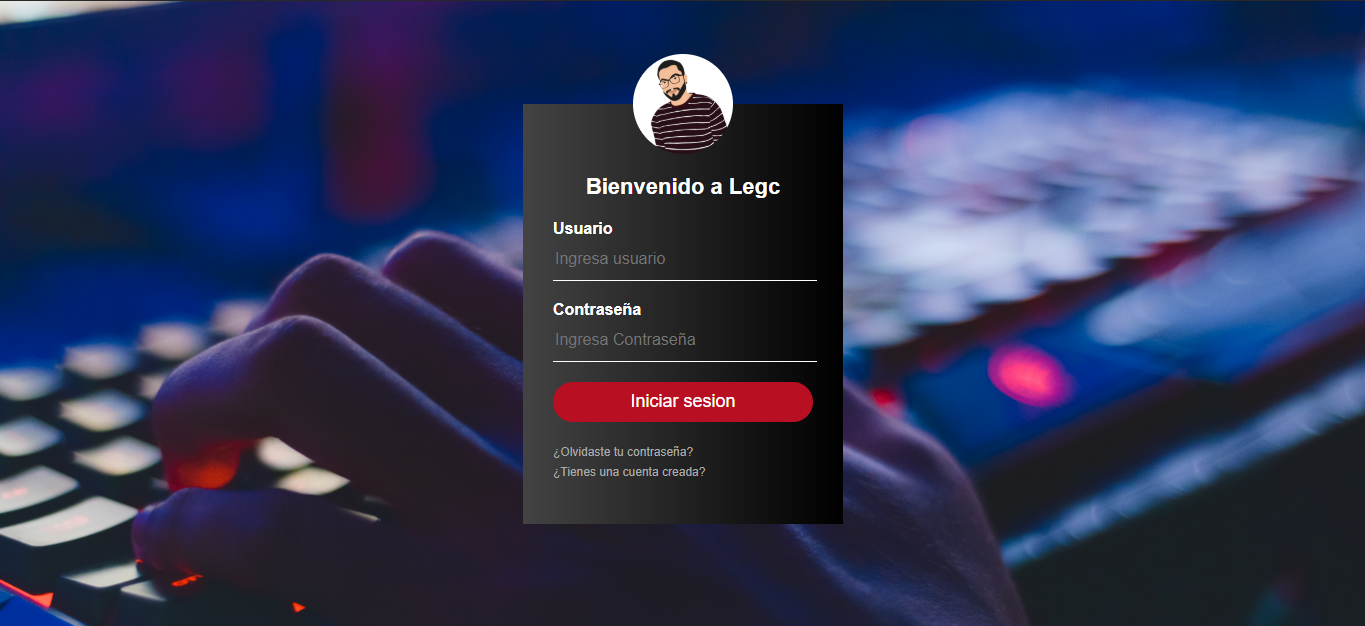 Bienvenido a Legc
Usuario
Ingresa usuario
Contraseña
Ingresa Contraseña
Iniciar sesion
¿Olvidaste tu contraseña?
¿Tienes una cuenta creada?